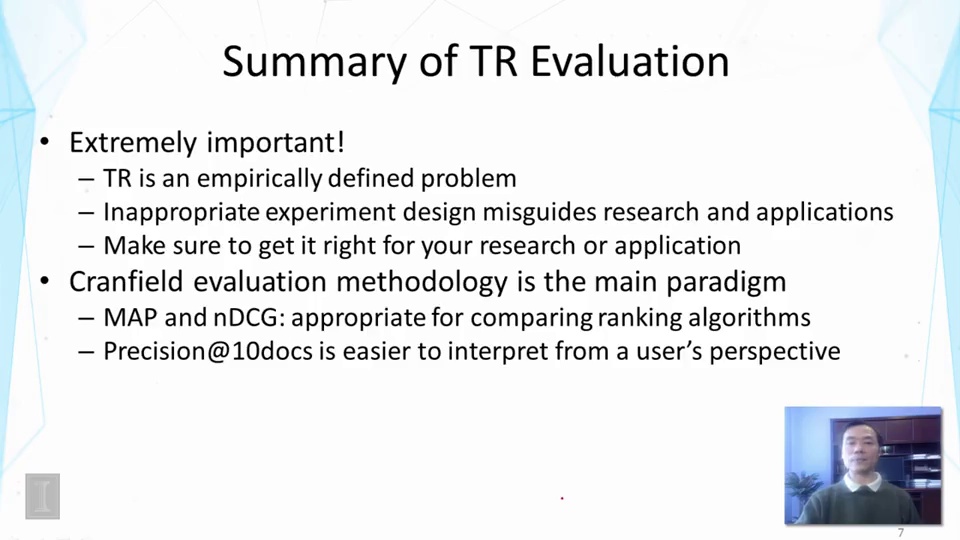 Summary of TR Evaluation
• Extremely important!
– TR is an empirically defined problem
– Inappropriate experiment design misguides research and applications
– Make sure to get it right for your research or application
• Cranfield evaluation methodology is the main paradigm
– MAP and nDCG: appropriate for comparing ranking algorithms
– Precision@10docs is easier to interpret from a user’s perspective
I
7